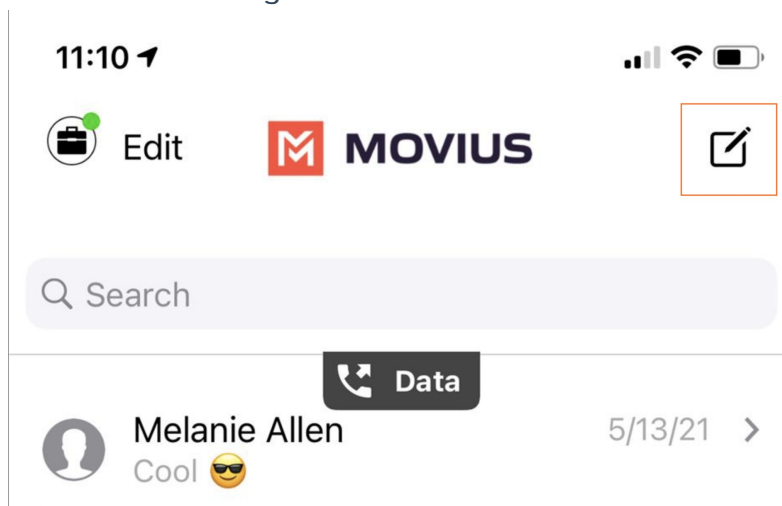 11:10
Edit MOVIUS
Search
Data
Melanie Allen 5/13/21
Cool 😎